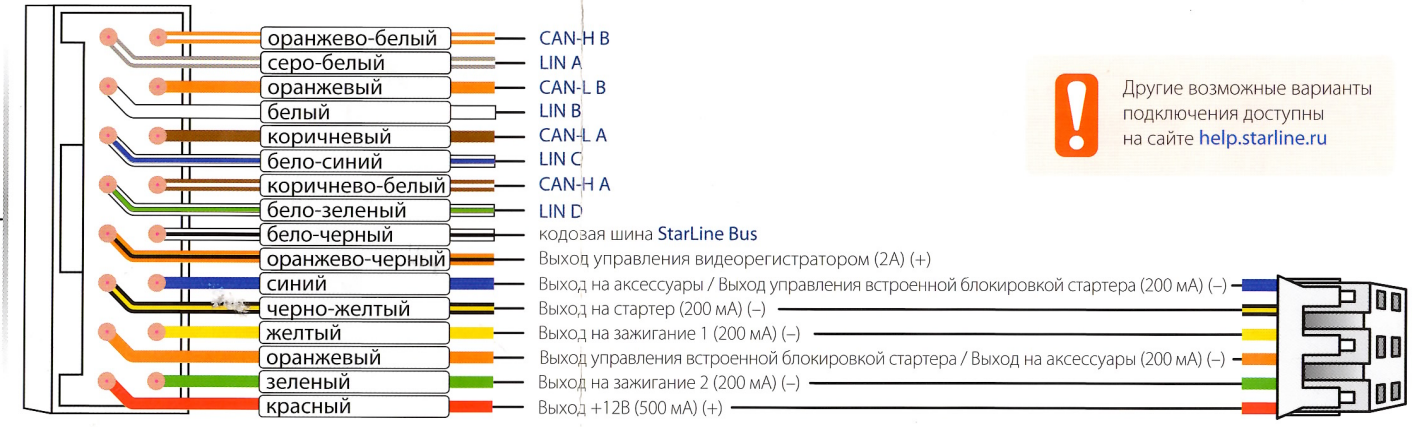 оранжево-белый CAN-H B
серо-белый LIN A
оранжевый CAN-L B
белый LIN B
коричневый CAN-L A
бело-синий LIN C
коричнево-белый CAN-H A
бело-зеленый LIN D
бело-черный кодовая шина StarLine Bus
оранжево-черный Выход управления видеорегистратором (2А) (+)
синий Выход на аксессуары / Выход управления встроенной блокировкой стартера (200 мА) (–)
черно-желтый Выход на стартер (200 мА) (–)
желтый Выход на зажигание 1 (200 мА) (–)
оранжевый Выход управления встроенной блокировкой стартера / Выход на аксессуары (200 мА) (–)
зеленый Выход на зажигание 2 (200 мА) (–)
красный Выход +12В (500 мА) (+)
Другие возможные варианты
подключения доступны
на сайте help.starline.ru